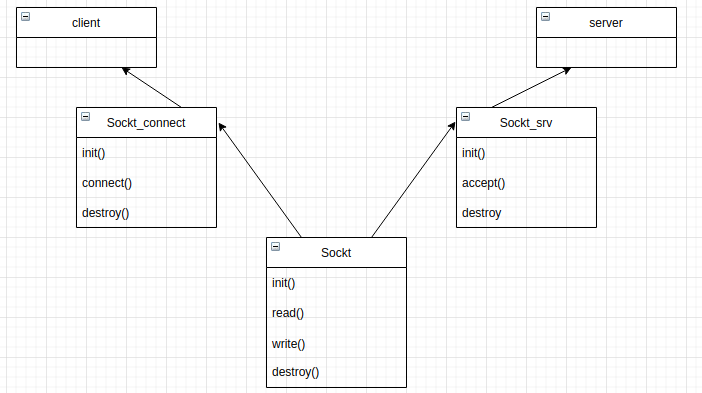 client
server
Sockt_connect
init()
connect()
destroy()
Sockt_srv
init()
accept()
destroy
Sockt
init()
read()
write()
destroy()